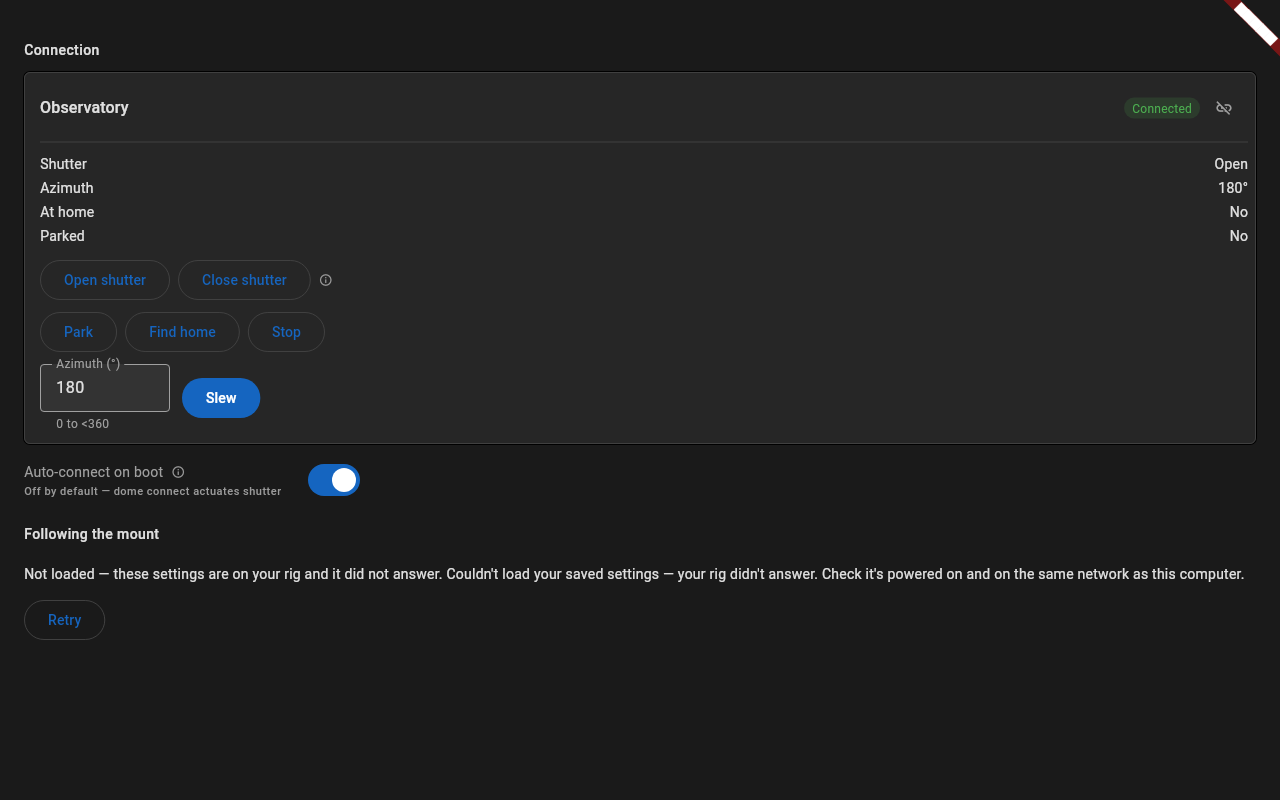 Connection
Observatory
Connected
Shutter
Open
Azimuth
180°
At home
No
Parked
No
Open shutter
Close shutter
Park
Find home
Stop
Azimuth (°)
180
Slew
0 to <360
Auto-connect on boot
Off by default — dome connect actuates shutter
Following the mount
Not loaded — these settings are on your rig and it did not answer. Couldn't load your saved settings — your rig didn't answer. Check it's powered on and on the same network as this computer.
Retry